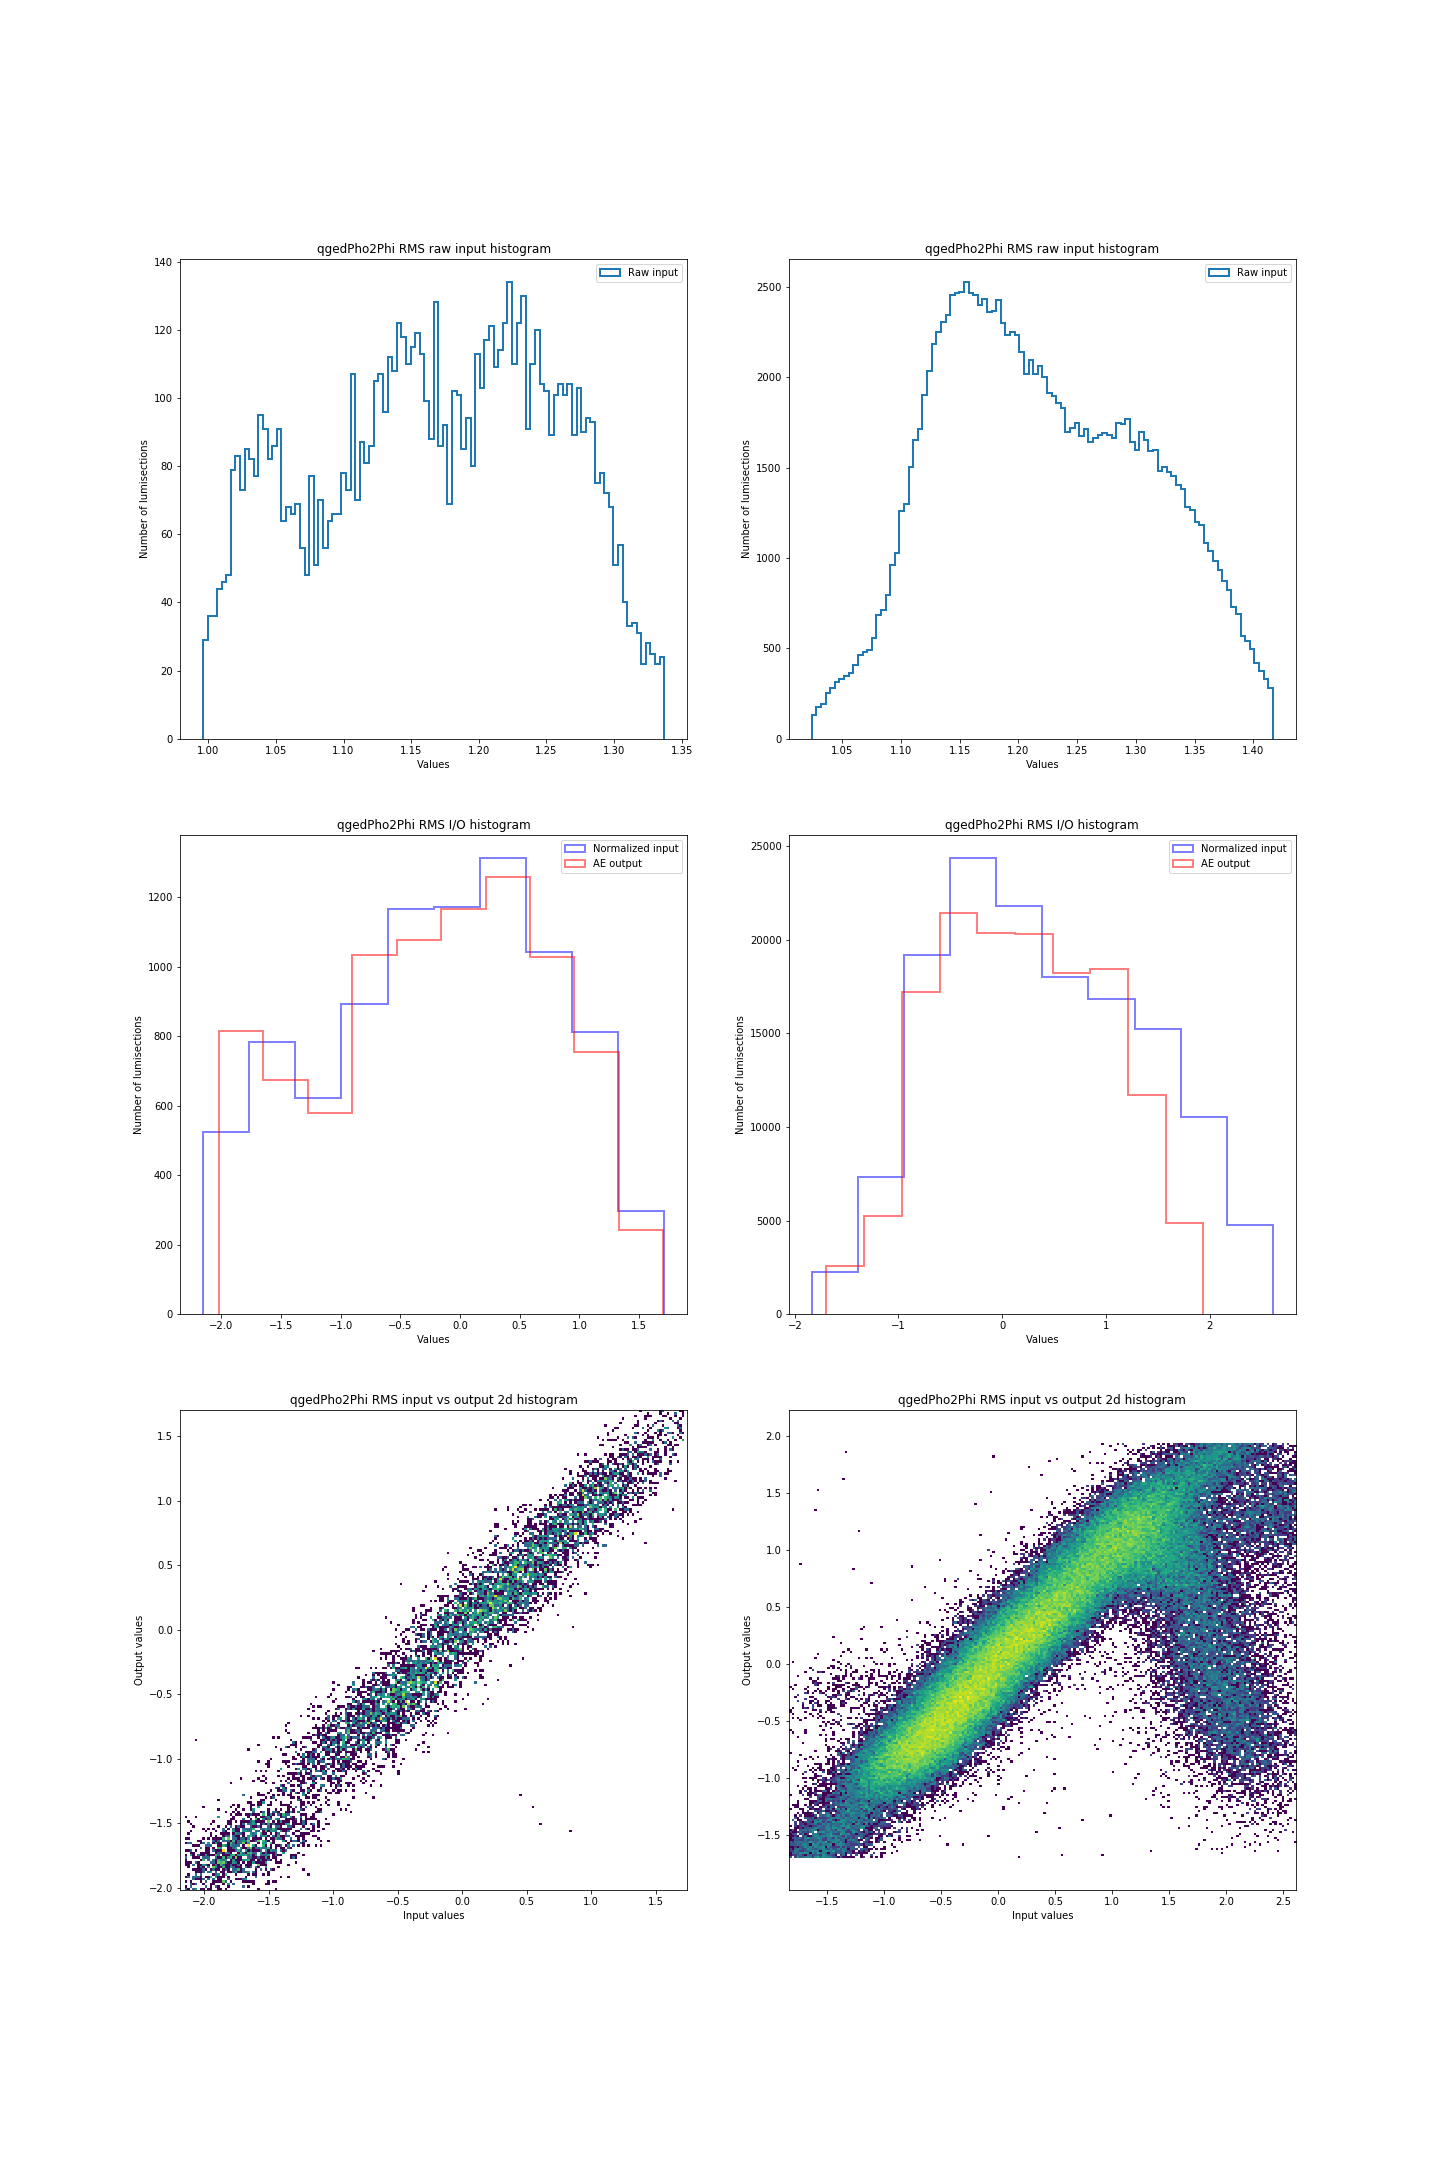 qgedPho2Phi RMS raw input histogram
Raw input
140
120
100
80
60
40
20
0
Number of lumisections
1.00 1.05 1.10 1.15 1.20 1.25 1.30 1.35
Values
qgedPho2Phi RMS raw input histogram
Raw input
2500
2000
1500
1000
500
0
Number of lumisections
1.05 1.10 1.15 1.20 1.25 1.30 1.35 1.40
Values
qgedPho2Phi RMS I/O histogram
Normalized input
AE output
1200
1000
800
600
400
200
0
Number of lumisections
−2.0 −1.5 −1.0 −0.5 0.0 0.5 1.0 1.5
Values
qgedPho2Phi RMS I/O histogram
Normalized input
AE output
25000
20000
15000
10000
5000
0
Number of lumisections
−2 −1 0 1 2
Values
qgedPho2Phi RMS input vs output 2d histogram
1.5
1.0
0.5
0.0
−0.5
−1.0
−1.5
−2.0
Output values
−2.0 −1.5 −1.0 −0.5 0.0 0.5 1.0 1.5
Input values
qgedPho2Phi RMS input vs output 2d histogram
2.0
1.5
1.0
0.5
0.0
−0.5
−1.0
−1.5
Output values
−1.5 −1.0 −0.5 0.0 0.5 1.0 1.5 2.0 2.5
Input values